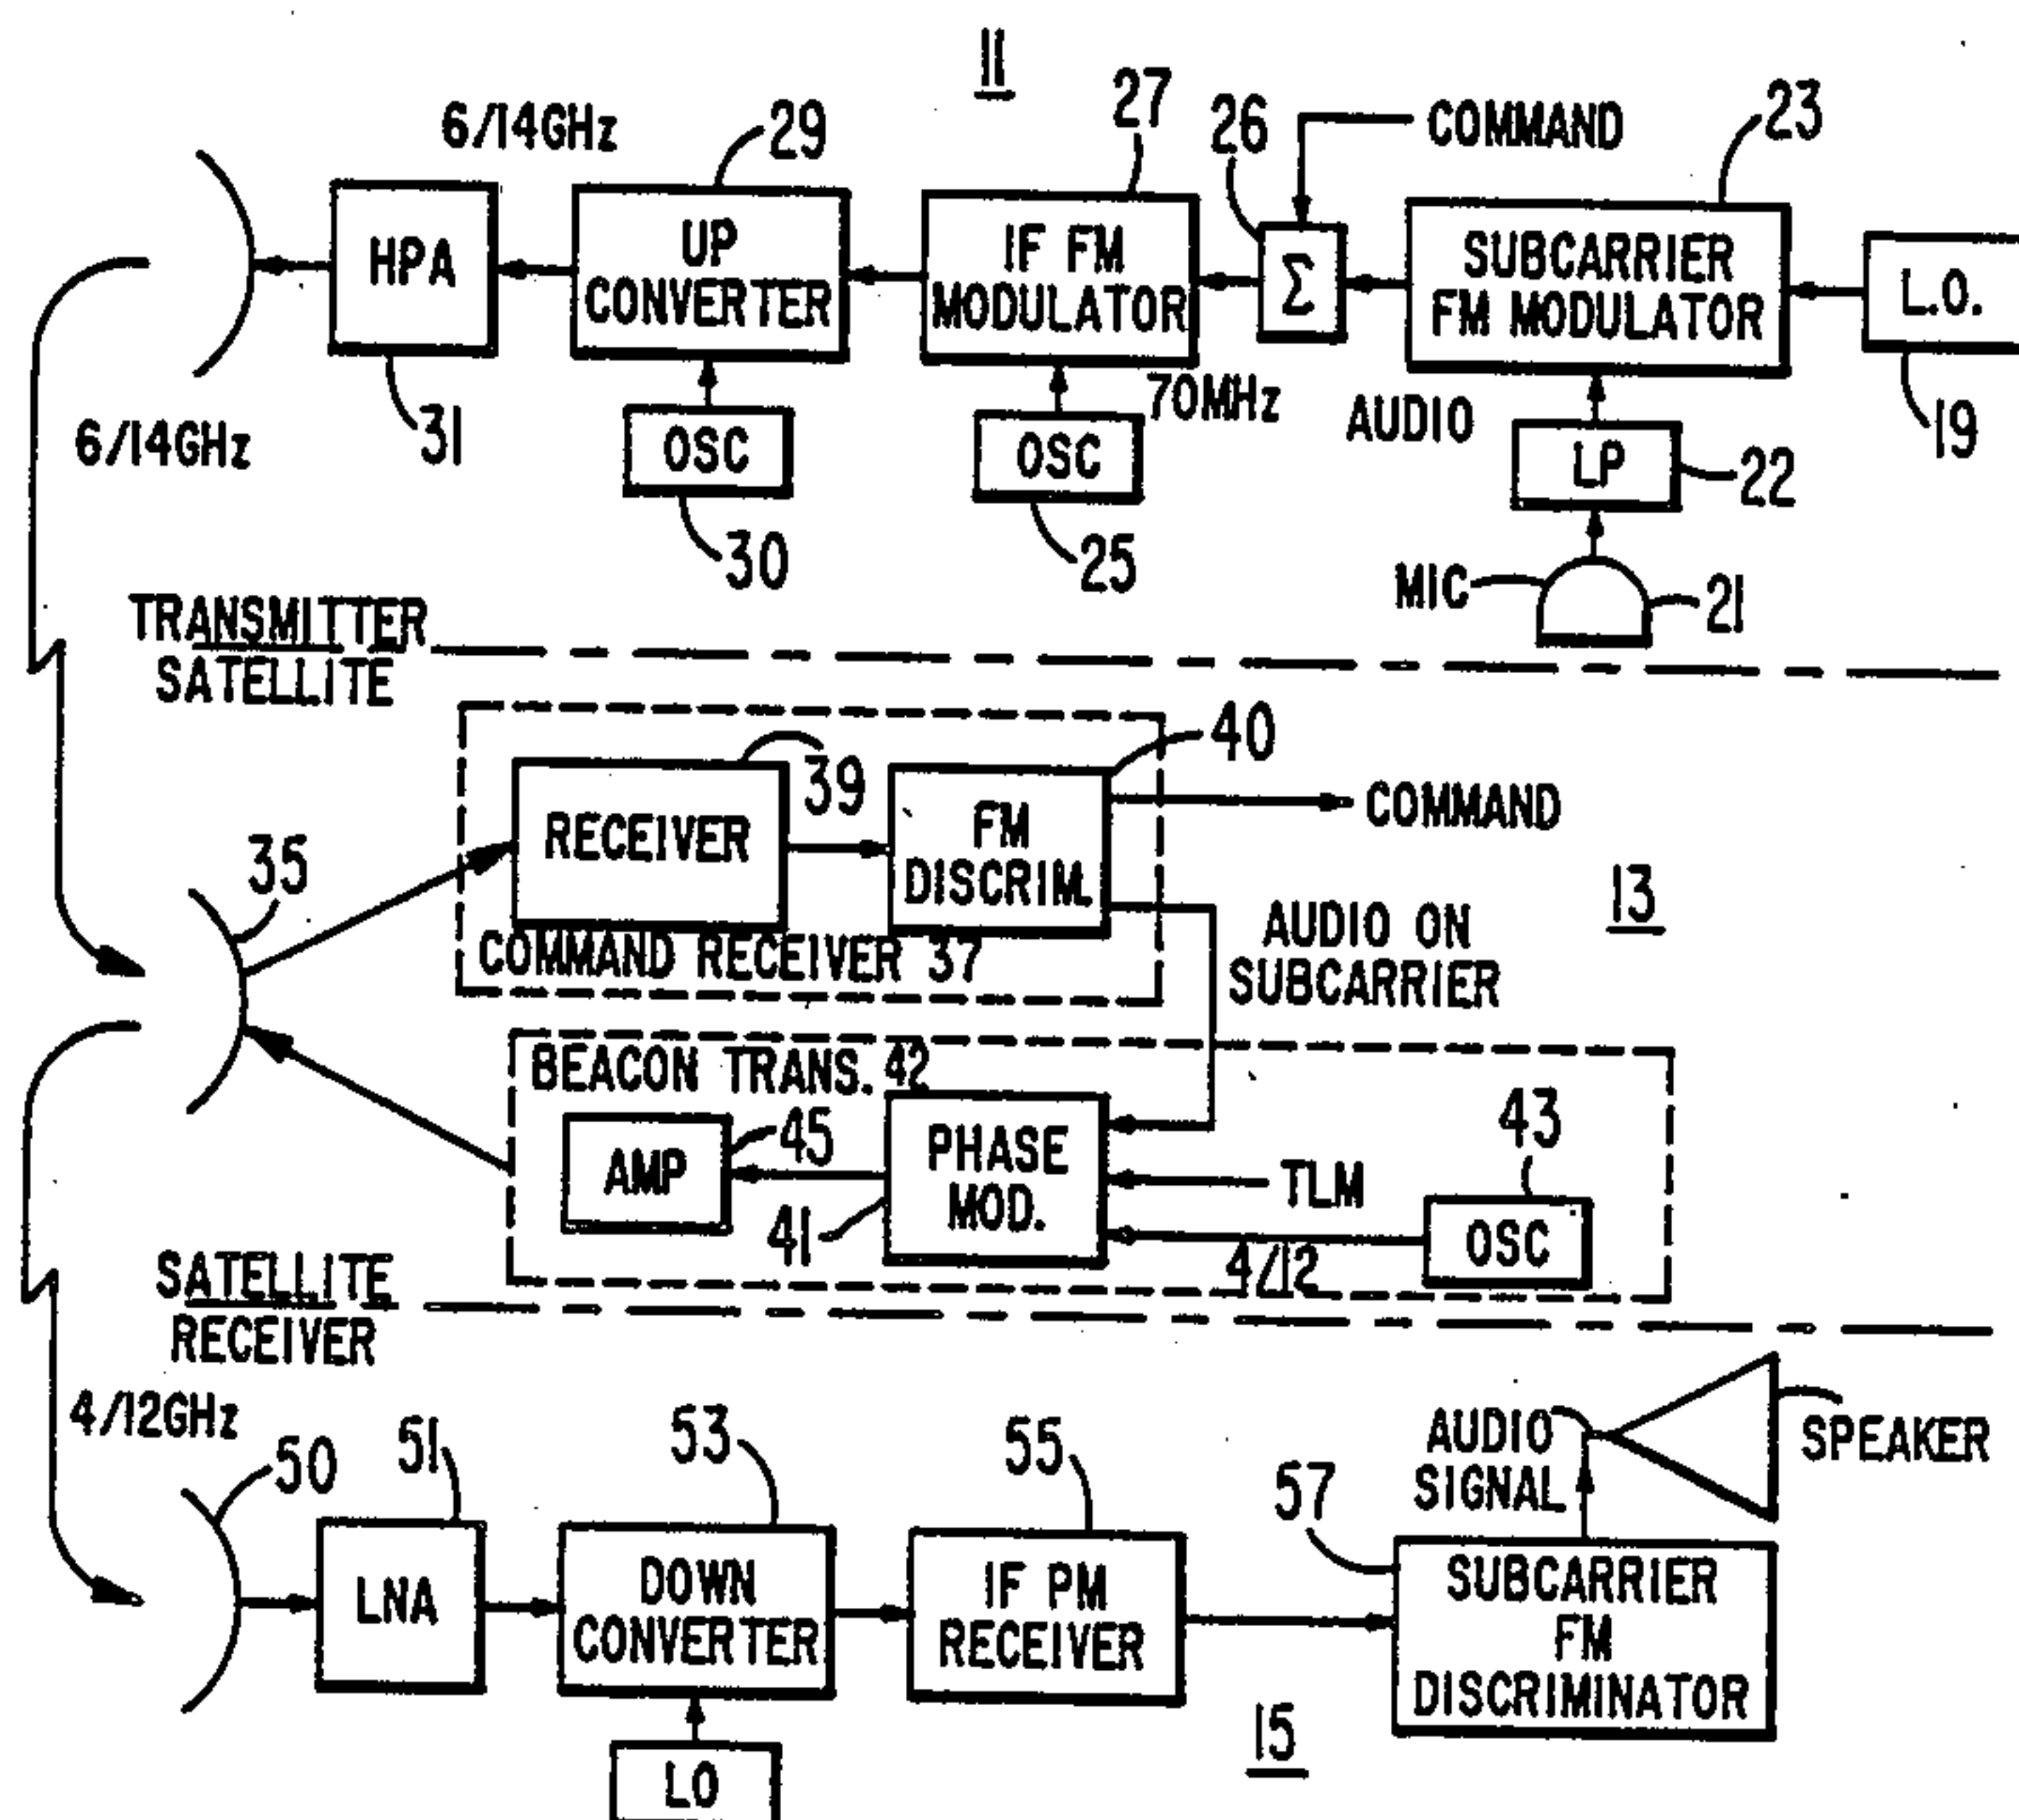 11
6/14GHz
29
27
26
COMMAND
23
HPA
UP
CONVERTER
IF FM
MODULATOR
Σ
SUBCARRIER
FM MODULATOR
L.O.
70MHz
AUDIO
6/14GHz
31
OSC
OSC
LP
22
19
30
25
MIC
21
TRANSMITTER
SATELLITE
40
39
RECEIVER
FM
DISCRIM.
COMMAND
35
13
COMMAND RECEIVER 37
AUDIO ON
SUBCARRIER
BEACON TRANS. 42
43
AMP
45
PHASE
MOD.
TLM
41
OSC
4/12
SATELLITE
RECEIVER
4/12GHz
50
51
53
55
57
AUDIO
SIGNAL
SPEAKER
LNA
DOWN
CONVERTER
IF PM
RECEIVER
SUBCARRIER
FM
DISCRIMINATOR
15
LO